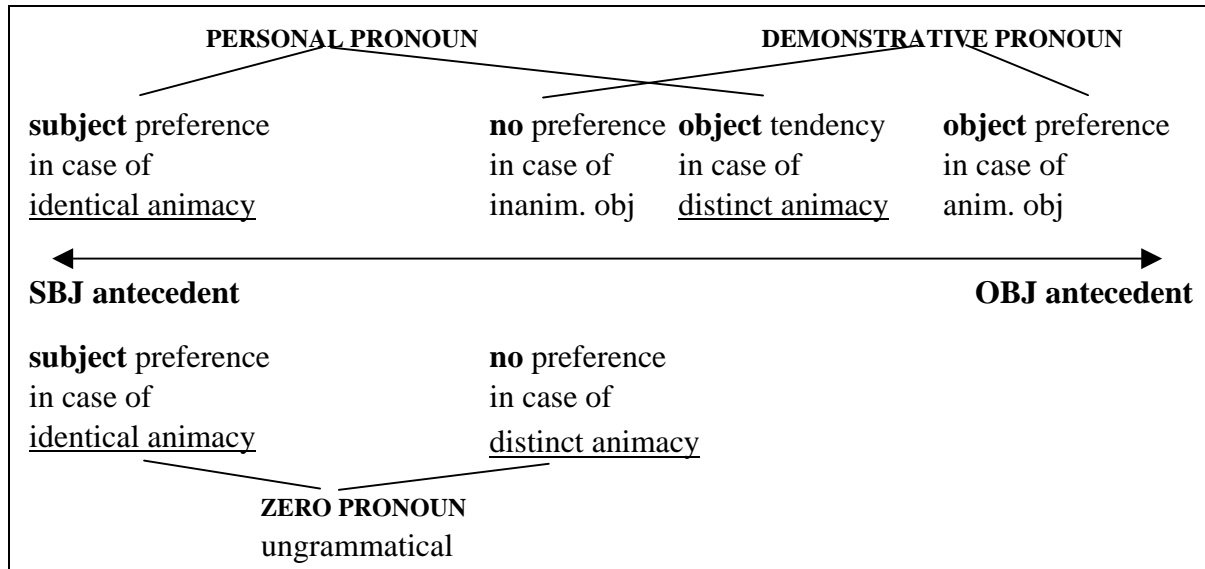 PERSONAL PRONOUN DEMONSTRATIVE PRONOUN
subject preference no preference object tendency object preference
in case of in case of in case of in case of
identical animacy inanim. obj distinct animacy anim. obj
SBJ antecedent OBJ antecedent
subject preference no preference
in case of in case of
identical animacy distinct animacy
ZERO PRONOUN
ungrammatical